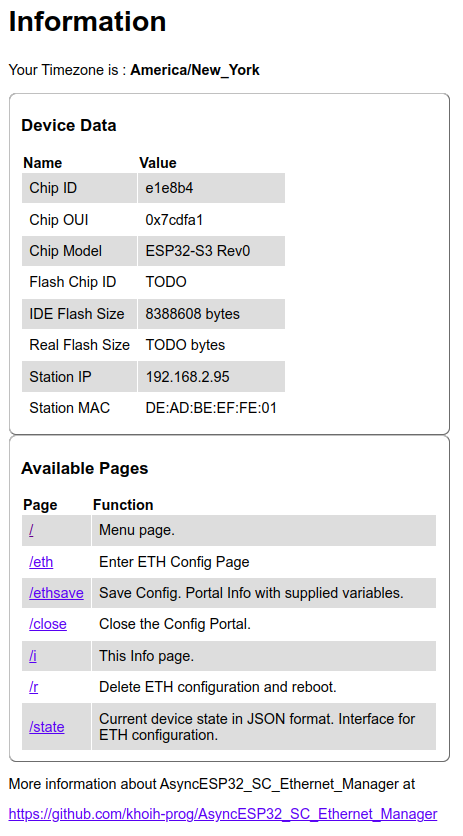 Information
Your Timezone is : America/New_York
Device Data
Name Value
Chip ID e1e8b4
Chip OUI 0x7cdfa1
Chip Model ESP32-S3 Rev0
Flash Chip ID TODO
IDE Flash Size 8388608 bytes
Real Flash Size TODO bytes
Station IP 192.168.2.95
Station MAC DE:AD:BE:EF:FE:01
Available Pages
Page Function
/ Menu page.
/eth Enter ETH Config Page
/ethsave Save Config. Portal Info with supplied variables.
/close Close the Config Portal.
/i This Info page.
/r Delete ETH configuration and reboot.
/state Current device state in JSON format. Interface for
ETH configuration.
More information about AsyncESP32_SC_Ethernet_Manager at
https://github.com/khoih-prog/AsyncESP32_SC_Ethernet_Manager